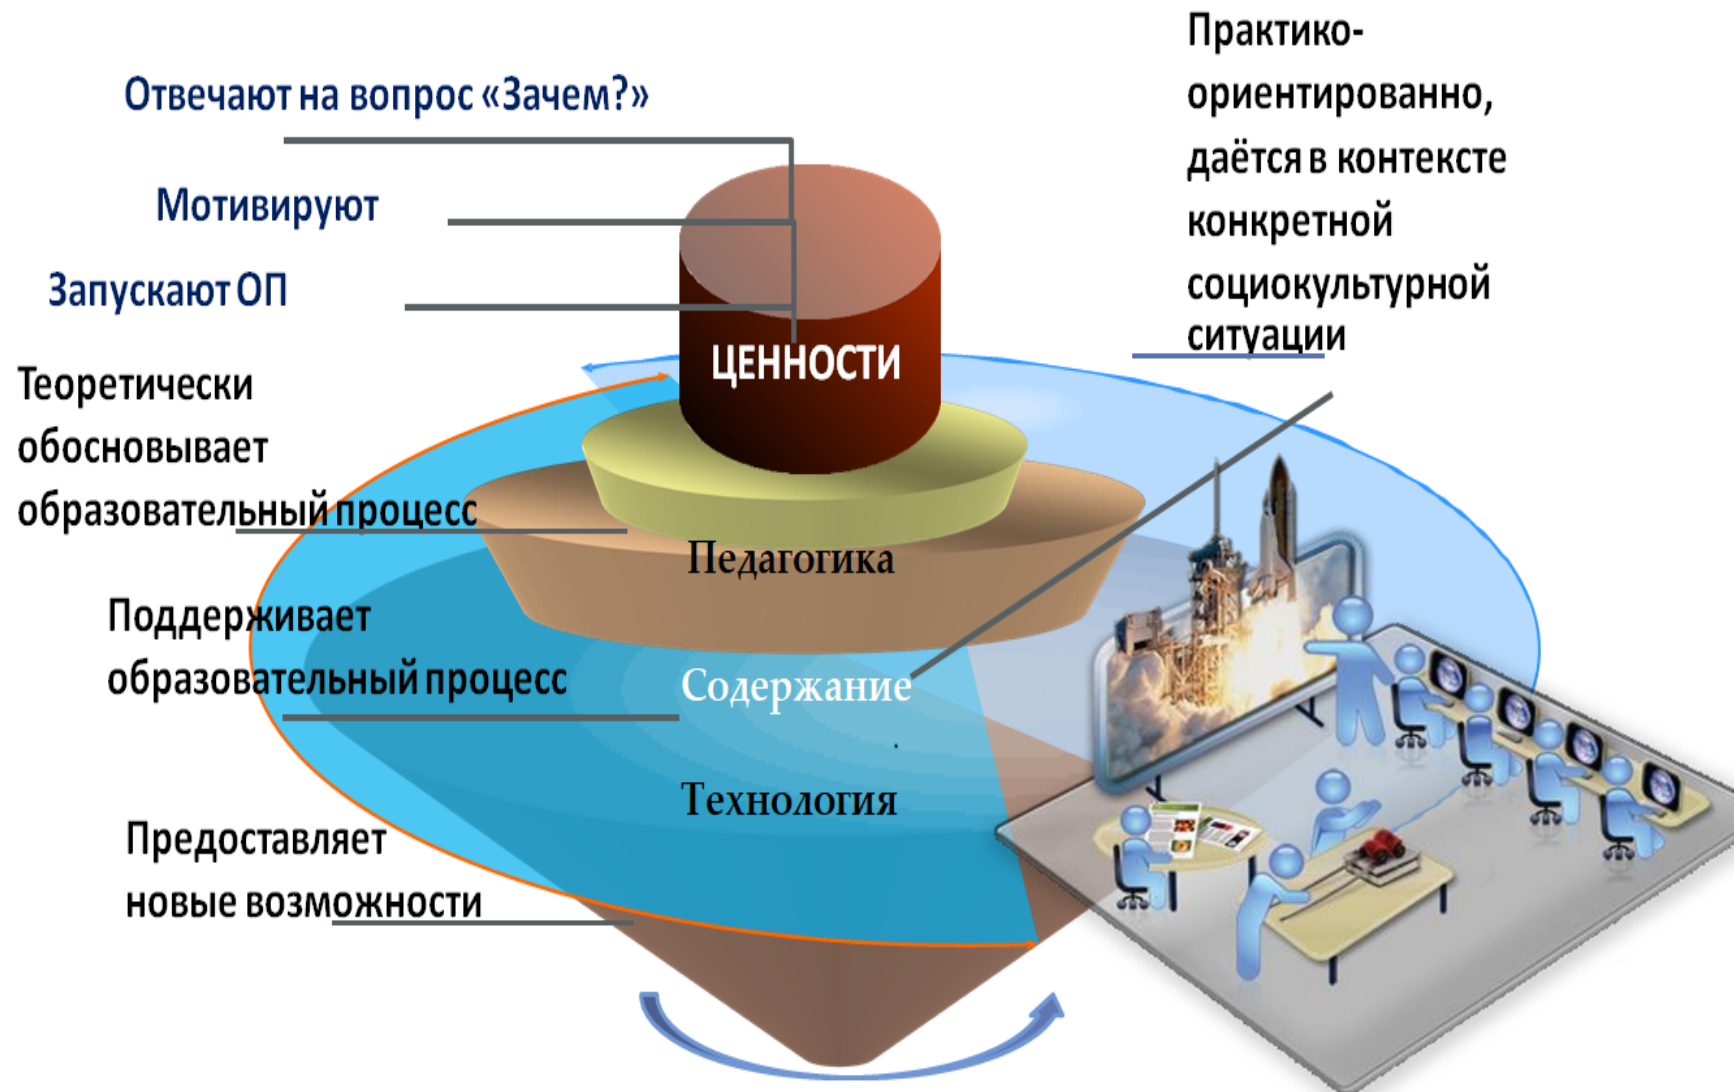 Отвечают на вопрос «Зачем?»
Мотивируют
Запускают ОП
Теоретически
обосновывает
образовательный процесс
Поддерживает
образовательный процесс
Предоставляет
новые возможности
ЦЕННОСТИ
Педагогика
Содержание
.
Технология
Практико-
ориентированно,
даётся в контексте
конкретной
социокультурной
ситуации